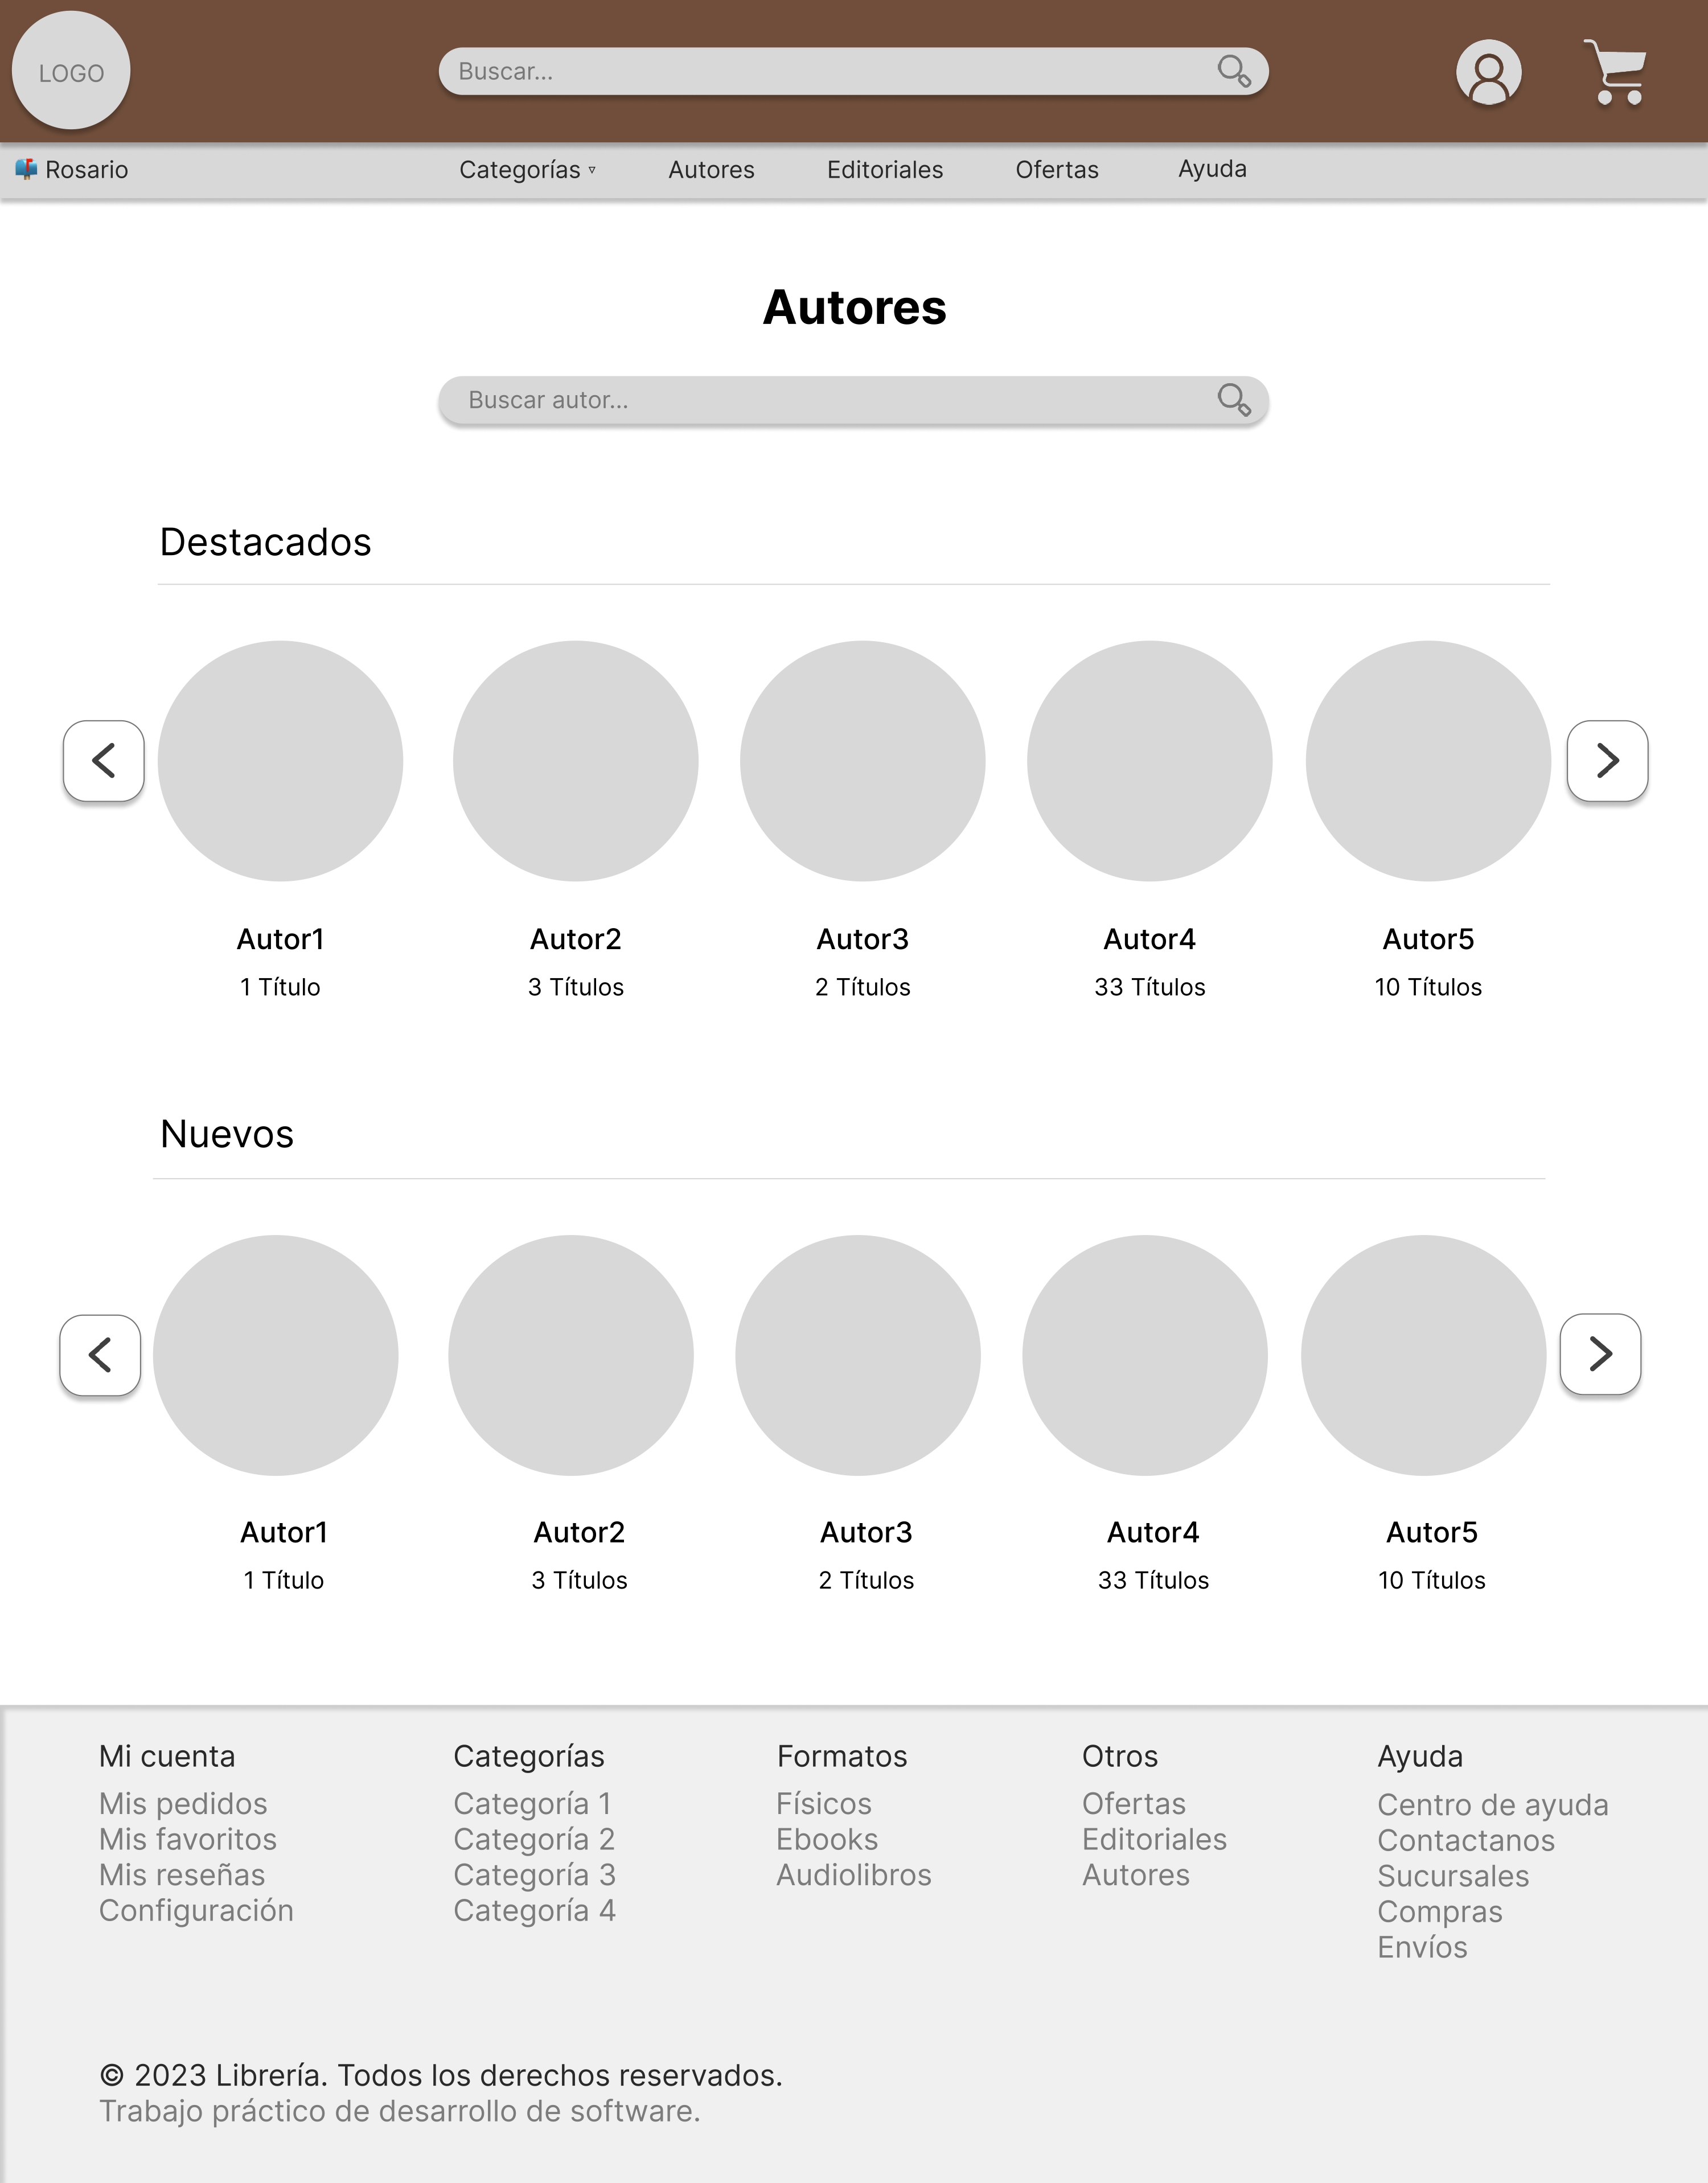 LOGO
Buscar...
Rosario
Categorías ▿ Autores Editoriales Ofertas Ayuda
Autores
Buscar autor...
Destacados
Autor1 Autor2 Autor3 Autor4 Autor5
1 Título 3 Títulos 2 Títulos 33 Títulos 10 Títulos
Nuevos
Autor1 Autor2 Autor3 Autor4 Autor5
1 Título 3 Títulos 2 Títulos 33 Títulos 10 Títulos
Mi cuenta
Mis pedidos
Mis favoritos
Mis reseñas
Configuración
Categorías
Categoría 1
Categoría 2
Categoría 3
Categoría 4
Formatos
Físicos
Ebooks
Audiolibros
Otros
Ofertas
Editoriales
Autores
Ayuda
Centro de ayuda
Contactanos
Sucursales
Compras
Envíos
© 2023 Librería. Todos los derechos reservados.
Trabajo práctico de desarrollo de software.